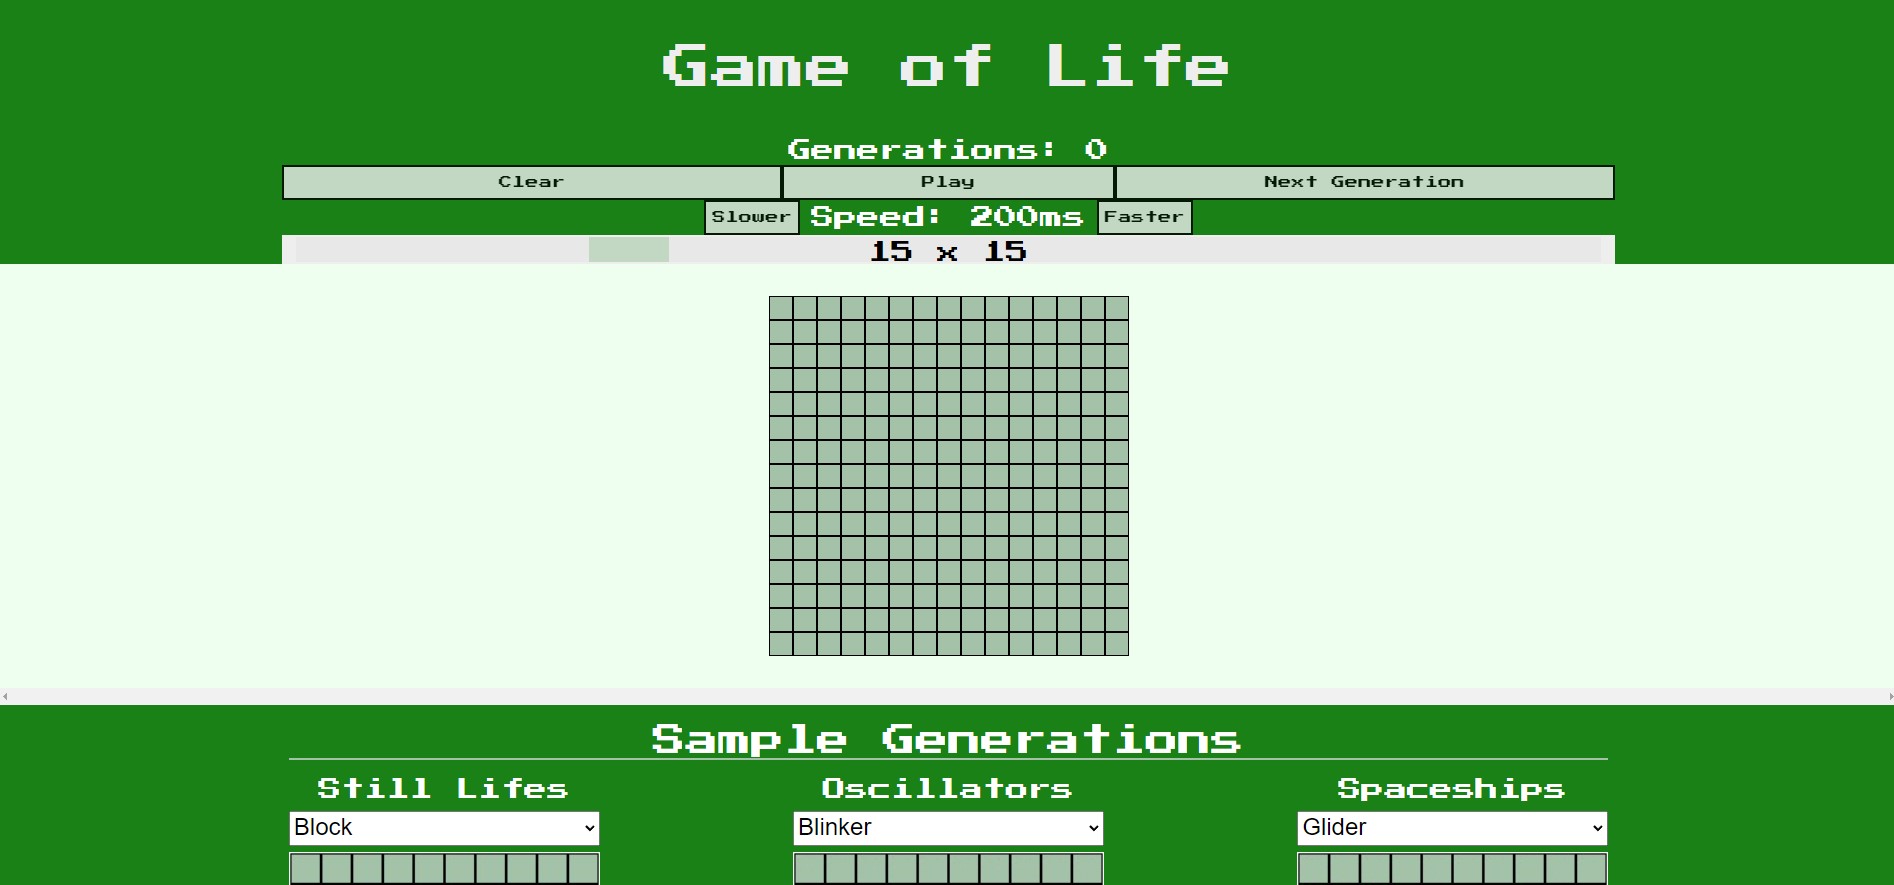 Game of Life
Generations: 0
Clear Play Next Generation
Slower Speed: 200ms Faster
15 x 15
Sample Generations
Still Lifes Oscillators Spaceships
Block Blinker Glider